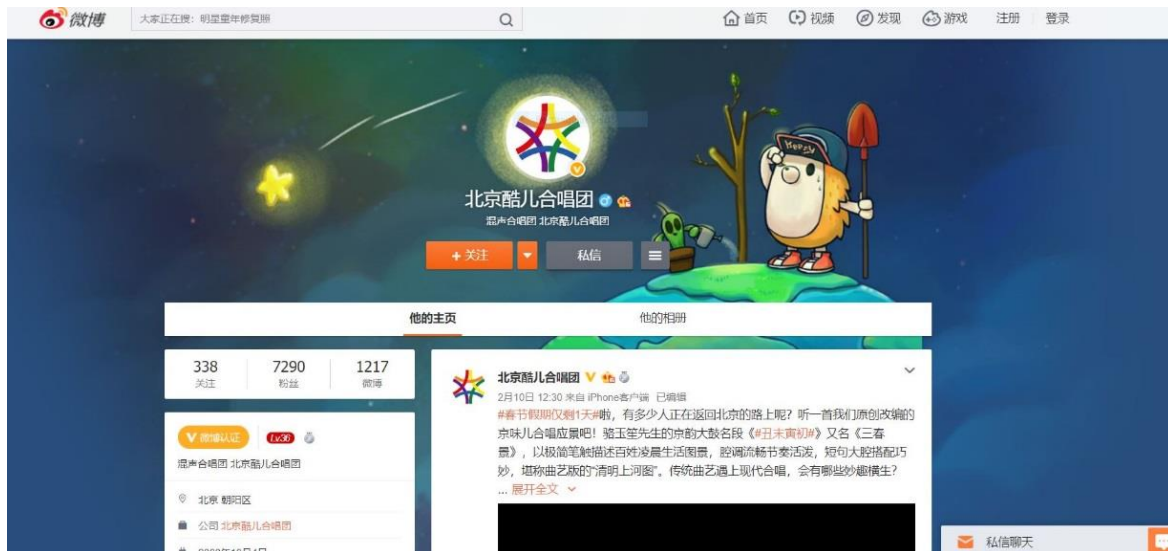 微博
大家正在搜：明星童年修复照
首页 视频 发现 游戏 注册 登录
Heezy
北京酷儿合唱团
混声合唱团 北京酷儿合唱团
+关注 私信
他的主页 他的相册
338 7290 1217
关注 粉丝 微博
V 微博认证 Lv36
混声合唱团 北京酷儿合唱团
北京 朝阳区
公司 北京酷儿合唱团
北京酷儿合唱团
2月10日 12:30 来自 iPhone客户端 已编辑
#春节假期仅剩1天#啦，有多少人正在返回北京的路上呢？听一首我们原创改编的
京味儿合唱应景吧！骆玉笙先生的京韵大鼓名段《#丑末寅初#》又名《三春
景》，以极简笔触描述百姓凌晨生活图景，腔调流畅节奏活泼，短句大腔搭配巧
妙，堪称曲艺版的“清明上河图”。传统曲艺遇上现代合唱，会有哪些妙趣横生？
... 展开全文
私信聊天